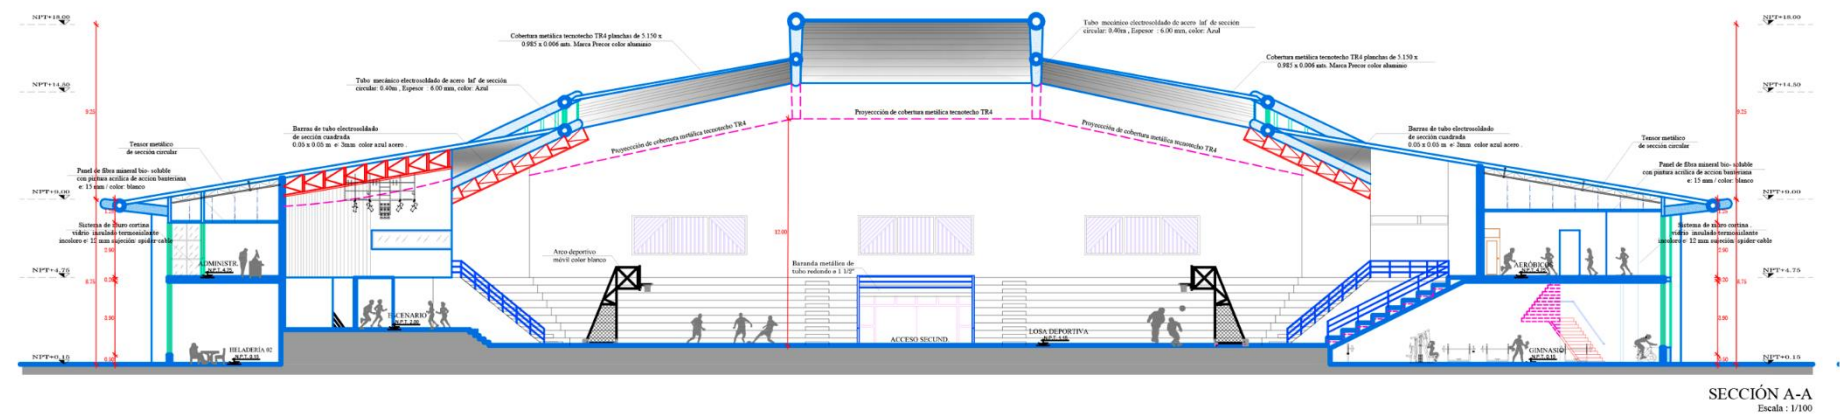 NPT+18.00
NPT+18.00
Tubo mecánico electrosoldado de acero laf de sección
circular: 0.40m , Espesor : 6.00 mm, color: Azul
Cobertura metálica tecnotecho TR4 planchas de 5.150 x
0.985 x 0.006 mts. Marca Precor color aluminio
Cobertura metálica tecnotecho TR4 planchas de 5.150 x
0.985 x 0.006 mts. Marca Precor color aluminio
NPT+14.50
NPT+14.50
Tubo mecánico electrosoldado de acero laf de sección
circular: 0.40m , Espesor : 6.00 mm, color: Azul
9.25
9.25
Proyección de cobertura metálica tecnotecho TR4
Proyección de cobertura metálica tecnotecho TR4
Proyección de cobertura metálica tecnotecho TR4
Barras de tubo electrosoldado
de sección cuadrada
0.05 x 0.05 m e: 3mm color azul acero .
Barras de tubo electrosoldado
de sección cuadrada
0.05 x 0.05 m e: 3mm color azul acero .
Tensor metálico
de sección circular
Tensor metálico
de sección circular
Panel de fibra mineral bio- soluble
con pintura acrílica de accion bacteriana
e: 15 mm / color: blanco
Panel de fibra mineral bio- soluble
con pintura acrílica de accion bacteriana
e: 15 mm / color: blanco
NPT+9.00
NPT+9.00
Sistema de muro cortina .
vidrio insulado termoaislante
incoloro e: 12 mm sujeción: spider-cable
Sistema de muro cortina .
vidrio insulado termoaislante
incoloro e: 12 mm sujeción: spider-cable
Arco deportivo
móvil color blanco
Baranda metálica de
tubo redondo ø 1 1/2"
ADMINISTR.
AERÓBICOS
NPT+4.75
NPT+4.75
8.75
8.75
ESCENARIO
LOSA DEPORTIVA
ACCESO SECUND.
HELADERÍA 02
GIMNASIO
NPT+0.15
NPT+0.15
SECCIÓN A-A
Escala : 1/100